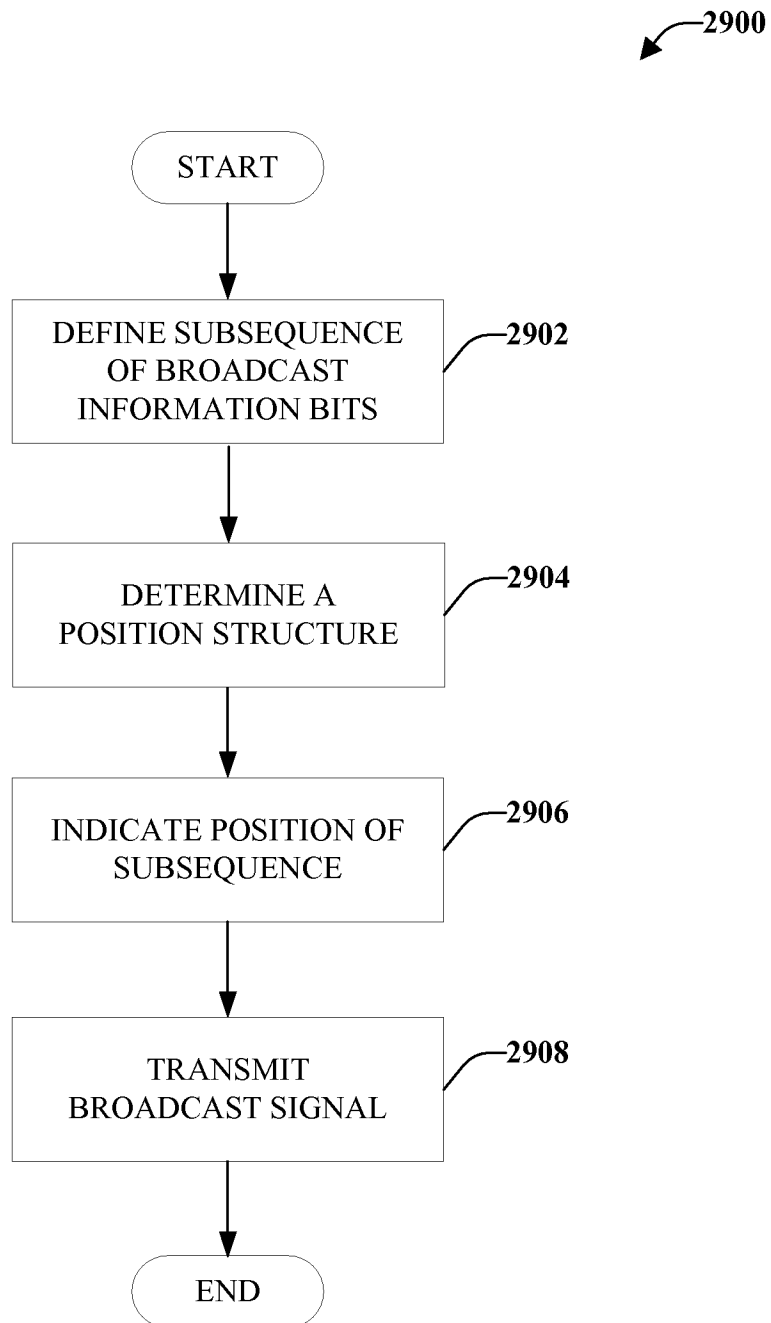 2900
START
DEFINE SUBSEQUENCE
OF BROADCAST
INFORMATION BITS
2902
DETERMINE A
POSITION STRUCTURE
2904
INDICATE POSITION OF
SUBSEQUENCE
2906
TRANSMIT
BROADCAST SIGNAL
2908
END